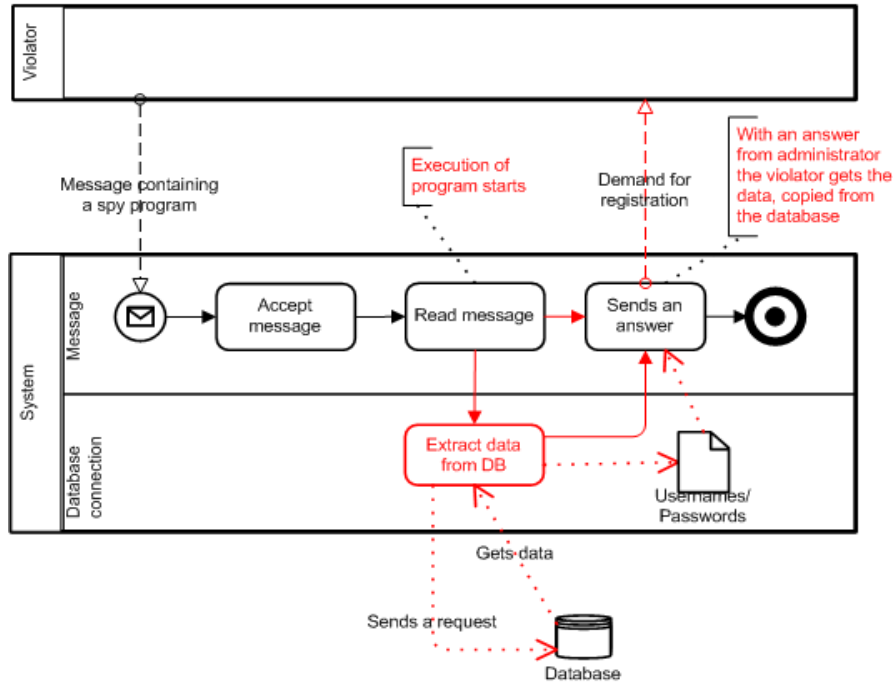 Violator
Message containing
a spy program
Execution of
program starts
Demand for
registration
With an answer
from administrator
the violator gets the
data, copied from
the database
System
Message
Accept
message
Read message
Sends an
answer
Database
connection
Extract data
from DB
Usernames/
Passwords
Gets data
Sends a request
Database